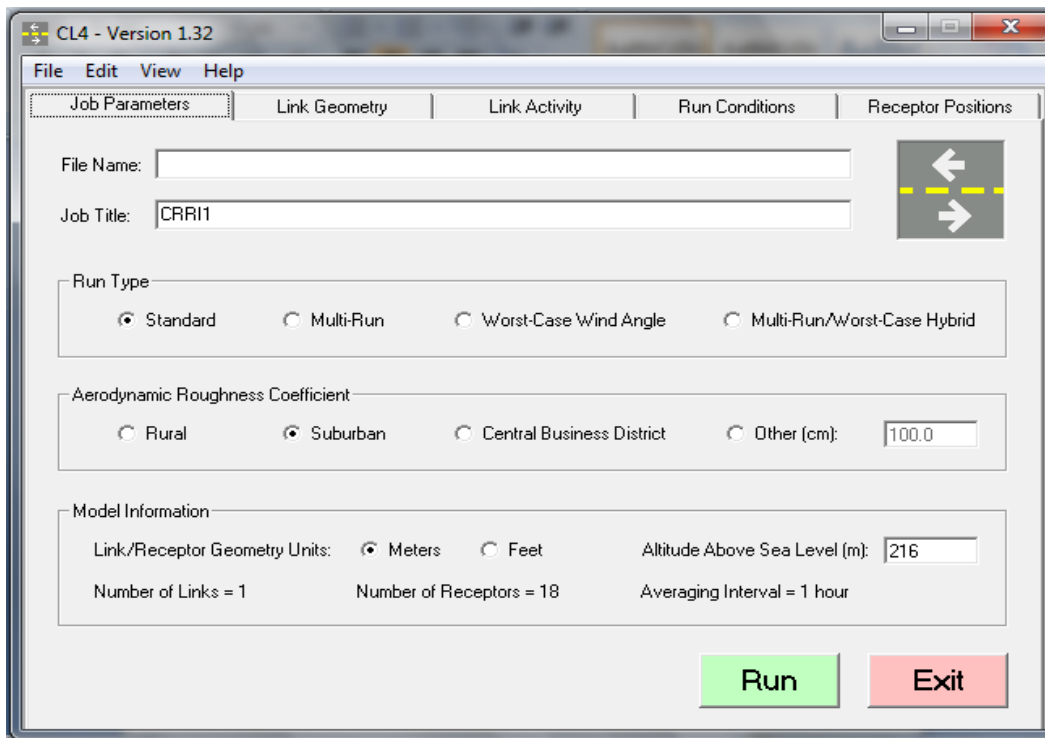 CL4 - Version 1.32
File Edit View Help
Job Parameters Link Geometry Link Activity Run Conditions Receptor Positions
File Name:
Job Title: CRRI1
Run Type
Standard Multi-Run Worst-Case Wind Angle Multi-Run/Worst-Case Hybrid
Aerodynamic Roughness Coefficient
Rural Suburban Central Business District Other (cm): 100.0
Model Information
Link/Receptor Geometry Units: Meters Feet Altitude Above Sea Level (m): 216
Number of Links = 1 Number of Receptors = 18 Averaging Interval = 1 hour
Run Exit